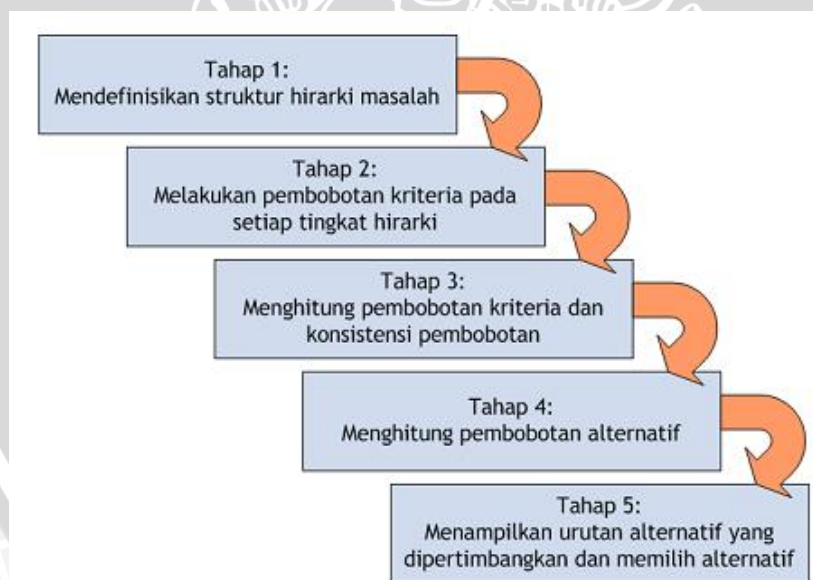 Tahap 1:
Mendefinisikan struktur hirarki masalah
Tahap 2:
Melakukan pembobotan kriteria pada
setiap tingkat hirarki
Tahap 3:
Menghitung pembobotan kriteria dan
konsistensi pembobotan
Tahap 4:
Menghitung pembobotan alternatif
Tahap 5:
Menampilkan urutan alternatif yang
dipertimbangkan dan memilih alternatif